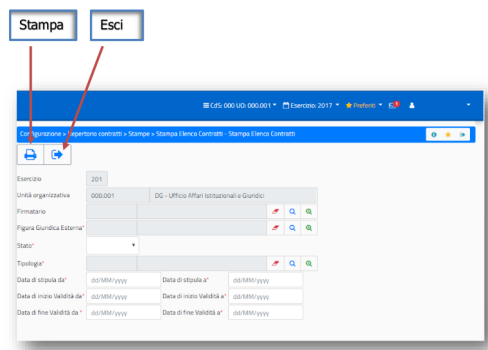 Stampa Esci
CdS: 000 UO: 000.001 Esercizio: 2017 Preferiti
Configurazione > Repertorio contratti > Stampe > Stampa Elenco Contratti - Stampa Elenco Contratti
Esercizio 201
Unità organizzativa 000.001 DG - Ufficio Affari Istituzionali e Giuridici
Firmatario
Figura Giuridica Esterna*
Stato*
Tipologia*
Data di stipula da* dd/MM/yyyy Data di stipula a* dd/MM/yyyy
Data di inizio Validità da* dd/MM/yyyy Data di inizio Validità a* dd/MM/yyyy
Data di fine Validità da * dd/MM/yyyy Data di fine Validità a* dd/MM/yyyy